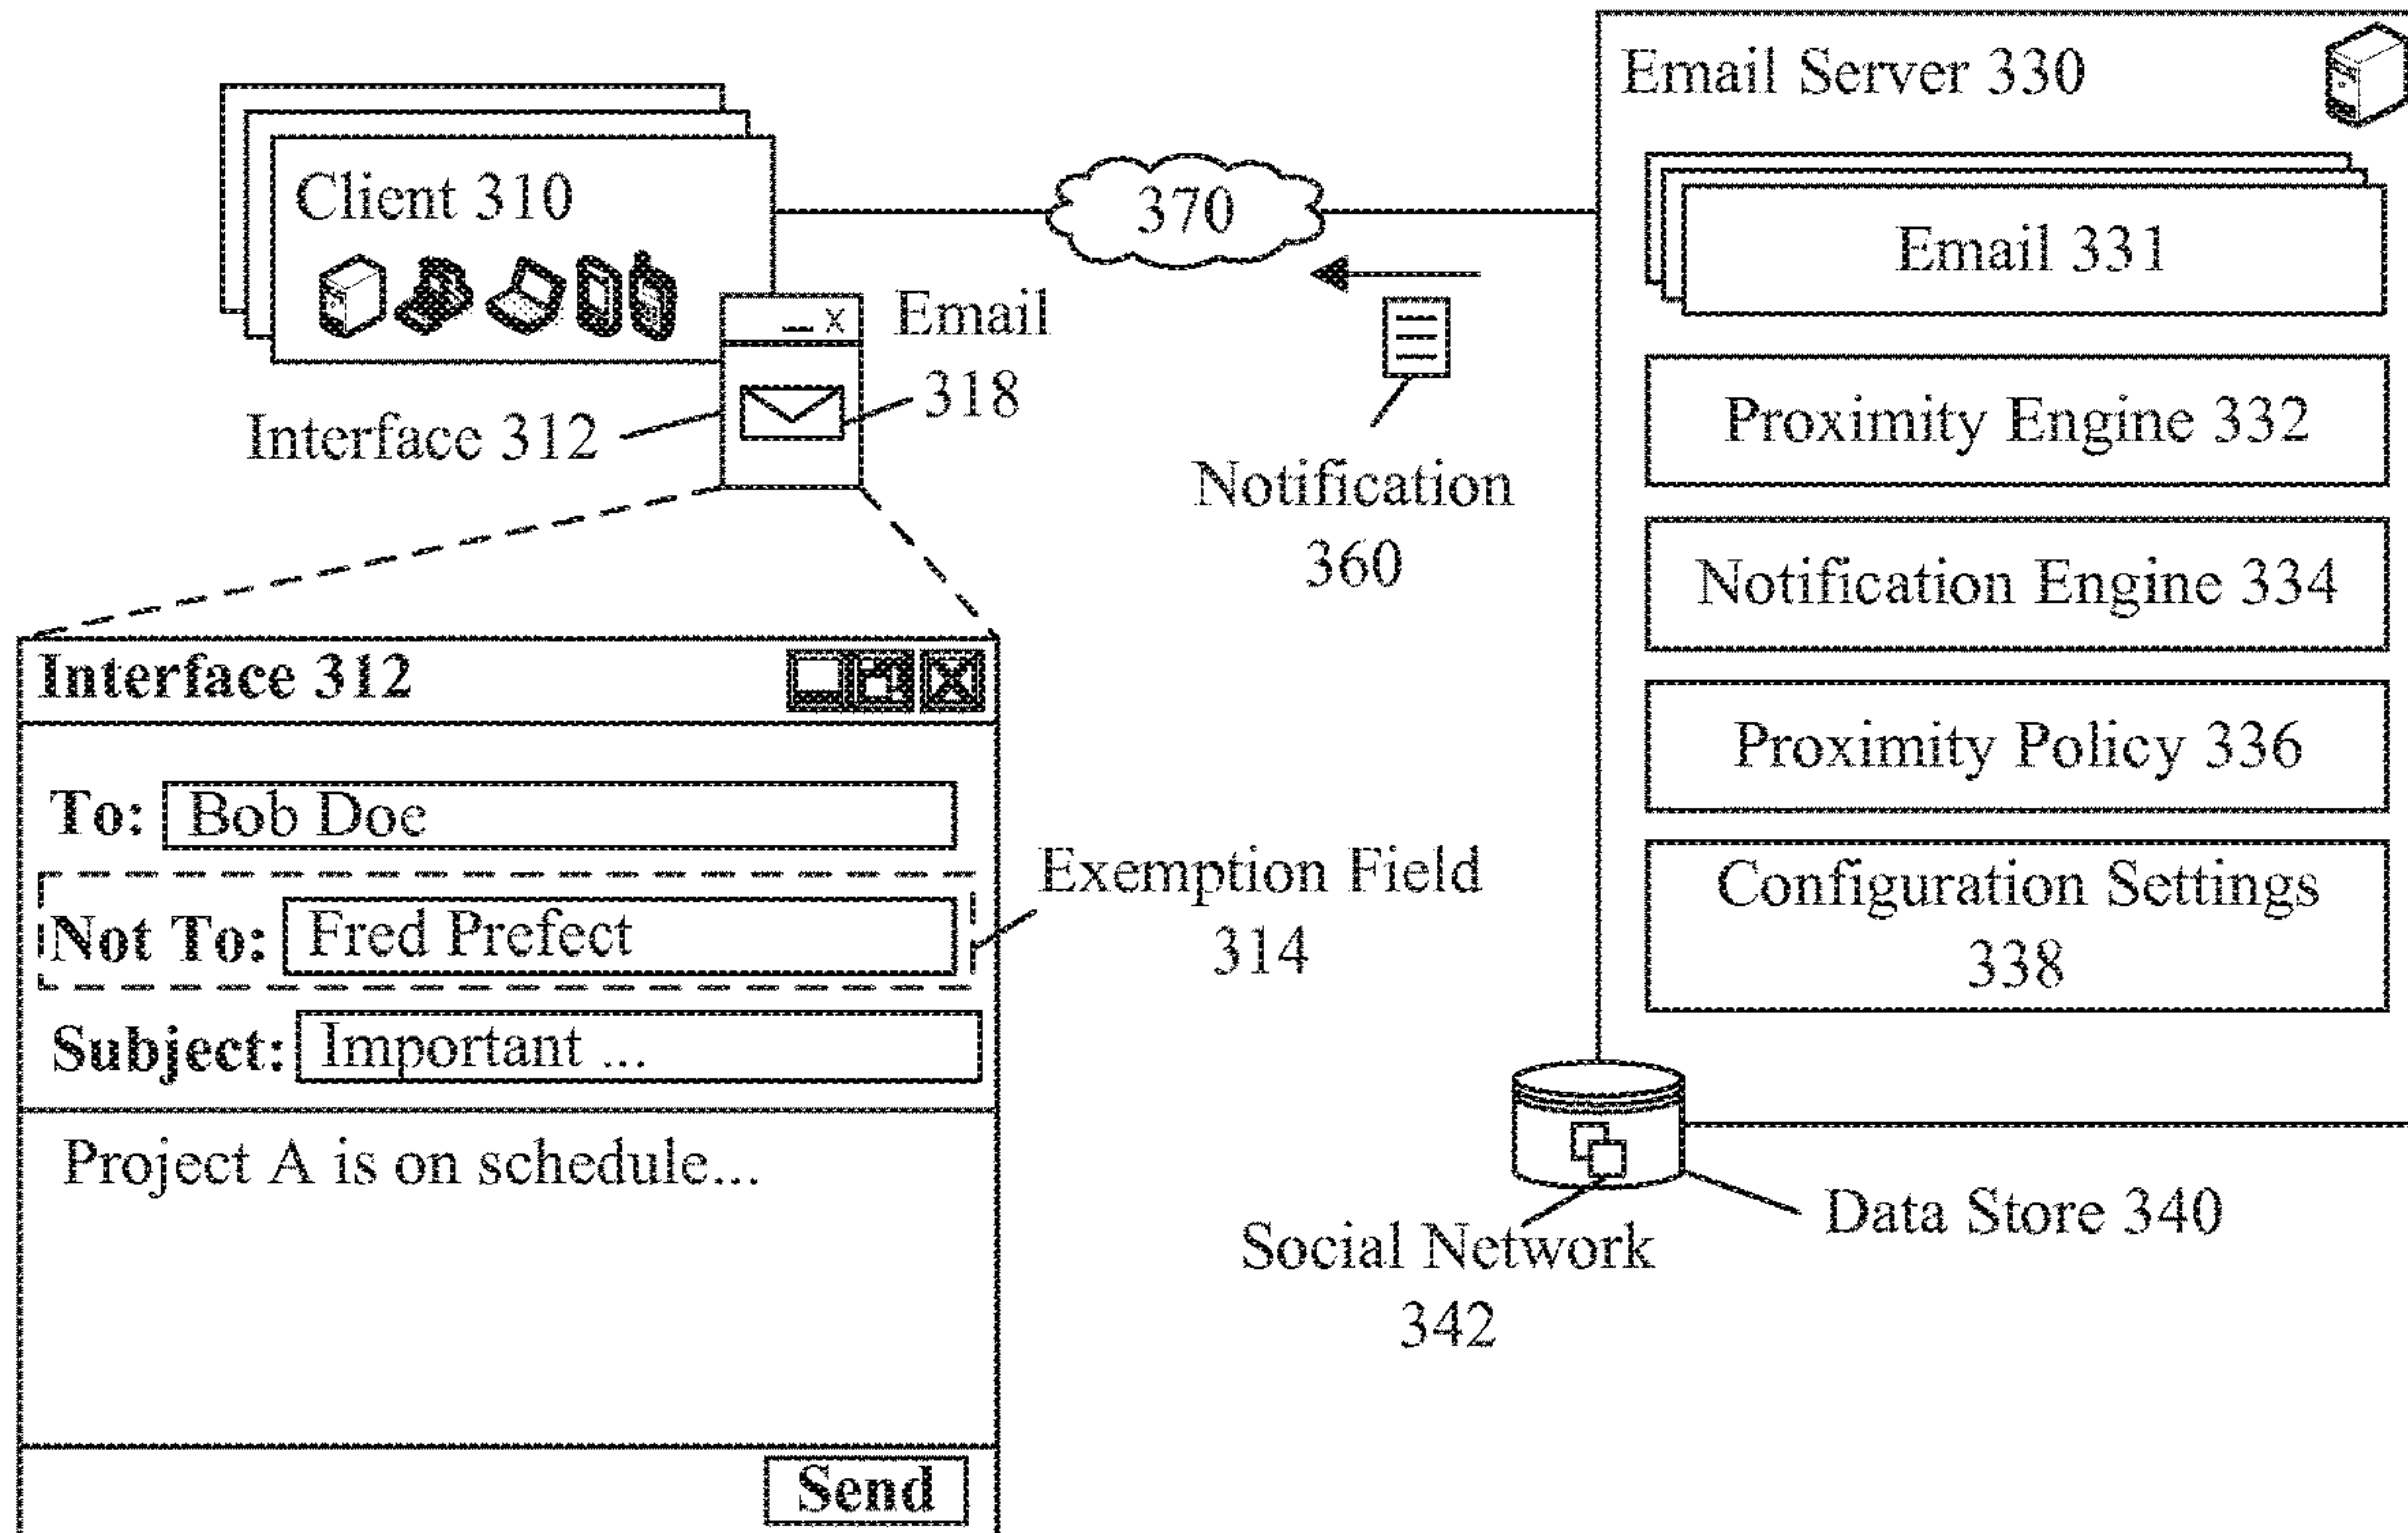 Email Server 330
Client 310
370
Email 331
Email
318
Interface 312
Notification
360
Proximity Engine 332
Notification Engine 334
Proximity Policy 336
Configuration Settings
338
Interface 312
To: Bob Doe
Not To: Fred Prefect
Exemption Field
314
Subject: Important ...
Project A is on schedule...
Send
Data Store 340
Social Network
342